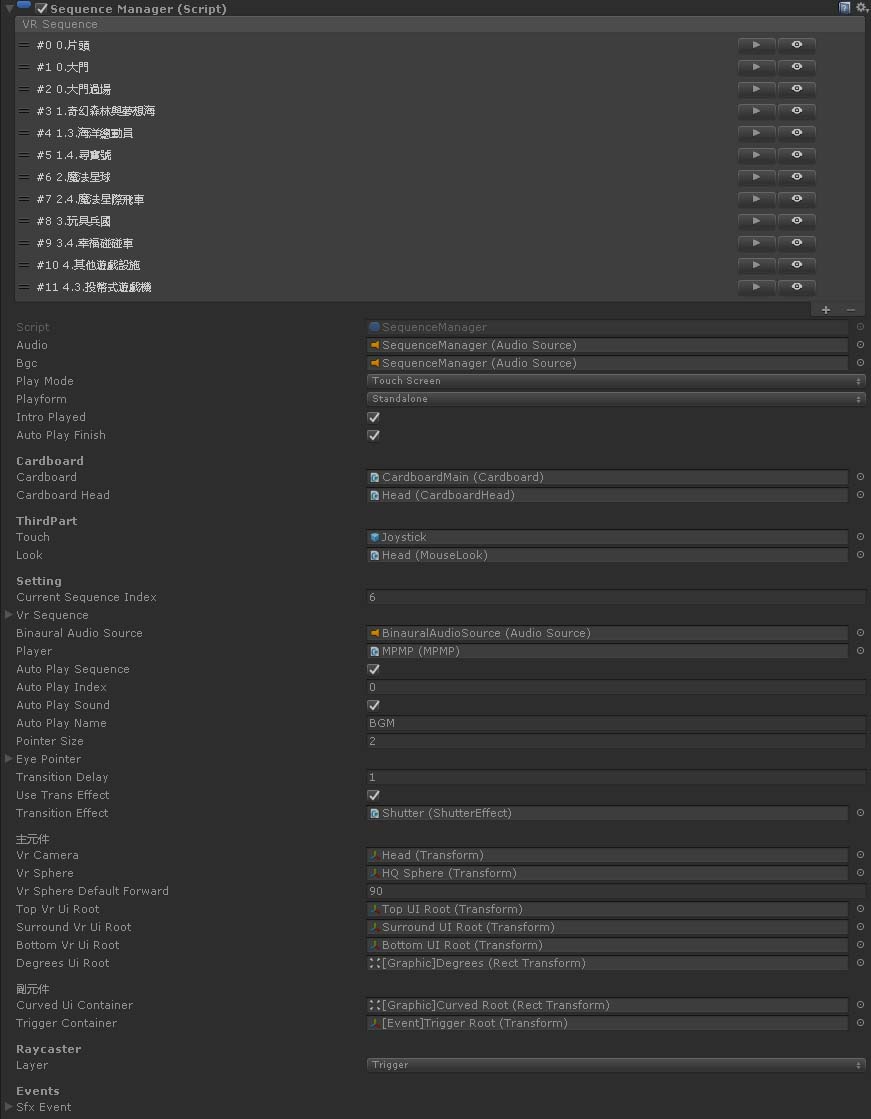 Sequence Manager (Script)
VR Sequence
#0 0.片頭
#1 0.大門
#2 0.大門過場
#3 1.奇幻森林與夢想海
#4 1.3.海洋總動員
#5 1.4.尋寶號
#6 2.魔法星球
#7 2.4.魔法星際飛車
#8 3.玩具兵國
#9 3.4.幸福碰碰車
#10 4.其他遊戲設施
#11 4.3.投幣式遊戲機
+ −
Script SequenceManager
Audio SequenceManager (Audio Source)
Bgc SequenceManager (Audio Source)
Play Mode Touch Screen
Playform Standalone
Intro Played
Auto Play Finish
Cardboard
Cardboard CardboardMain (Cardboard)
Cardboard Head Head (CardboardHead)
ThirdPart
Touch Joystick
Look Head (MouseLook)
Setting
Current Sequence Index 6
Vr Sequence
Binaural Audio Source BinauralAudioSource (Audio Source)
Player MPMP (MPMP)
Auto Play Sequence
Auto Play Index 0
Auto Play Sound
Auto Play Name BGM
Pointer Size 2
Eye Pointer
Transition Delay 1
Use Trans Effect
Transition Effect Shutter (ShutterEffect)
主元件
Vr Camera Head (Transform)
Vr Sphere HQ Sphere (Transform)
Vr Sphere Default Forward 90
Top Vr Ui Root Top UI Root (Transform)
Surround Vr Ui Root Surround UI Root (Transform)
Bottom Vr Ui Root Bottom UI Root (Transform)
Degrees Ui Root [Graphic]Degrees (Rect Transform)
副元件
Curved Ui Container [Graphic]Curved Root (Rect Transform)
Trigger Container [Event]Trigger Root (Transform)
Raycaster
Layer Trigger
Events
Sfx Event